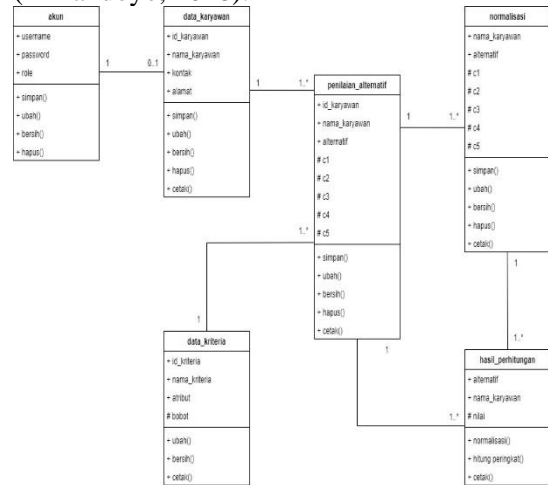 akun
+ username
+ password
+ role
+ simpan()
+ ubah()
+ bersih()
+ hapus()
1
0..1
data_karyawan
+ id_karyawan
+ nama_karyawan
+ kontak
+ alamat
+ simpan()
+ ubah()
+ bersih()
+ hapus()
+ cetak()
1
1..*
penilaian_alternatif
+ id_karyawan
+ nama_karyawan
+ alternatif
# c1
# c2
# c3
# c4
# c5
+ simpan()
+ ubah()
+ bersih()
+ hapus()
+ cetak()
1
1..*
normalisasi
+ nama_karyawan
+ alternatif
# c1
# c2
# c3
# c4
# c5
+ simpan()
+ ubah()
+ bersih()
+ hapus()
+ cetak()
1
1..*
1..*
1
data_kriteria
+ id_kriteria
+ nama_kriteria
+ atribut
# bobot
+ ubah()
+ bersih()
+ cetak()
1
1..*
hasil_perhitungan
+ alternatif
+ nama_karyawan
# nilai
+ normalisasi()
+ hitung peringkat()
+ cetak()